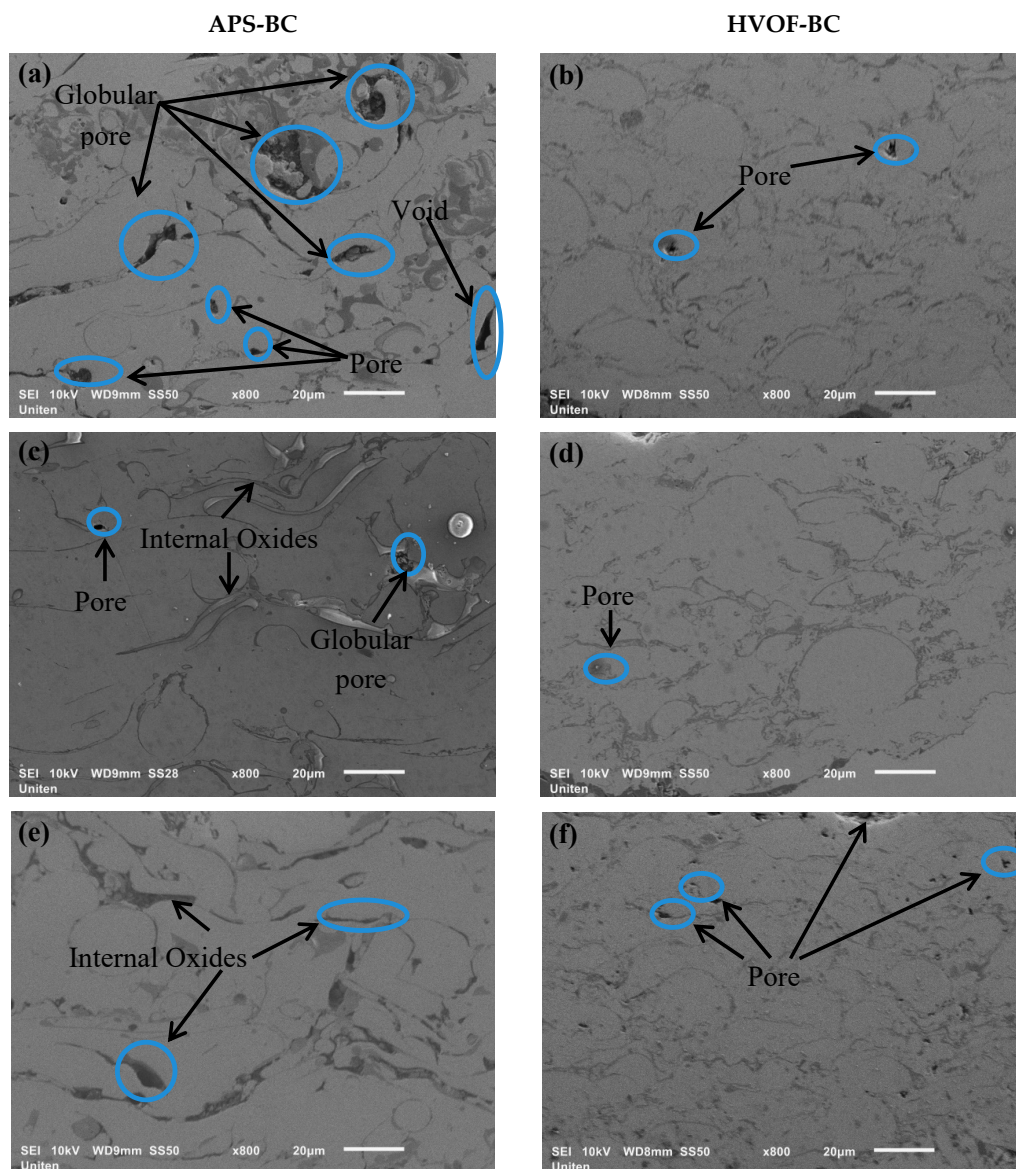 APS-BC
HVOF-BC
(a)
Globular
pore
Void
Pore
SEI 10kV WD9mm SS50 x800 20µm
Uniten
(b)
Pore
SEI 10kV WD8mm SS50 x800 20µm
Uniten
(c)
Internal Oxides
Pore
Globular
pore
SEI 10kV WD9mm SS28 x800 20µm
Uniten
(d)
Pore
SEI 10kV WD9mm SS50 x800 20µm
Uniten
(e)
Internal Oxides
SEI 10kV WD9mm SS50 x800 20µm
Uniten
(f)
Pore
SEI 10kV WD8mm SS50 x800 20µm
Uniten